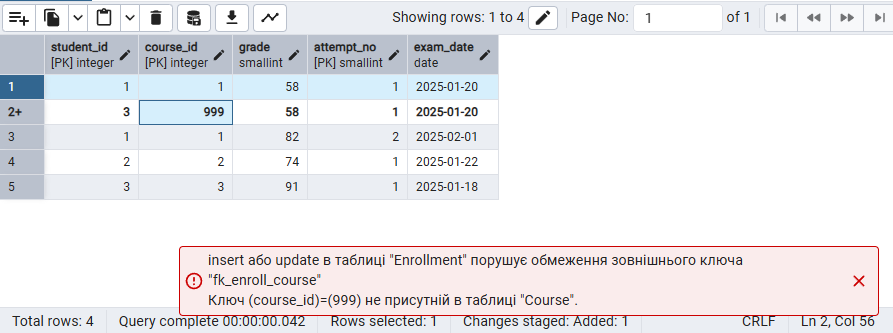 Showing rows: 1 to 4 Page No: 1 of 1
student_id course_id grade attempt_no exam_date
[PK] integer [PK] integer smallint [PK] smallint date
1 1 1 58 1 2025-01-20
2+ 3 999 58 1 2025-01-20
3 1 1 82 2 2025-02-01
4 2 2 74 1 2025-01-22
5 3 3 91 1 2025-01-18
insert або update в таблиці "Enrollment" порушує обмеження зовнішнього ключа
"fk_enroll_course"
Ключ (course_id)=(999) не присутній в таблиці "Course".
Total rows: 4 Query complete 00:00:00.042 Rows selected: 1 Changes staged: Added: 1 CRLF Ln 2, Col 56